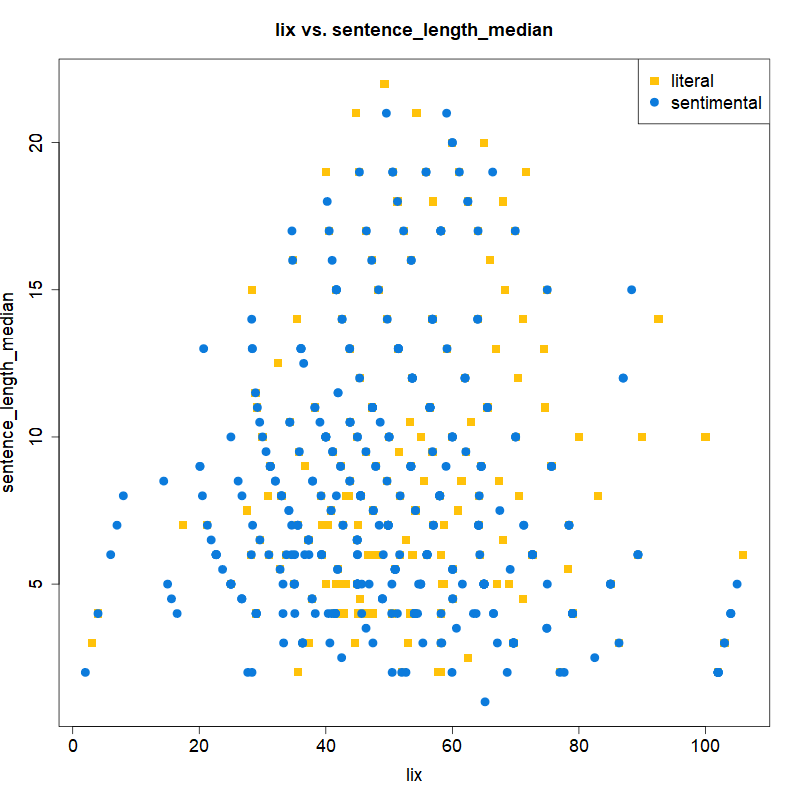 lix vs. sentence_length_median
literal
sentimental
sentence_length_median
20
15
10
5
0 20 40 60 80 100
lix